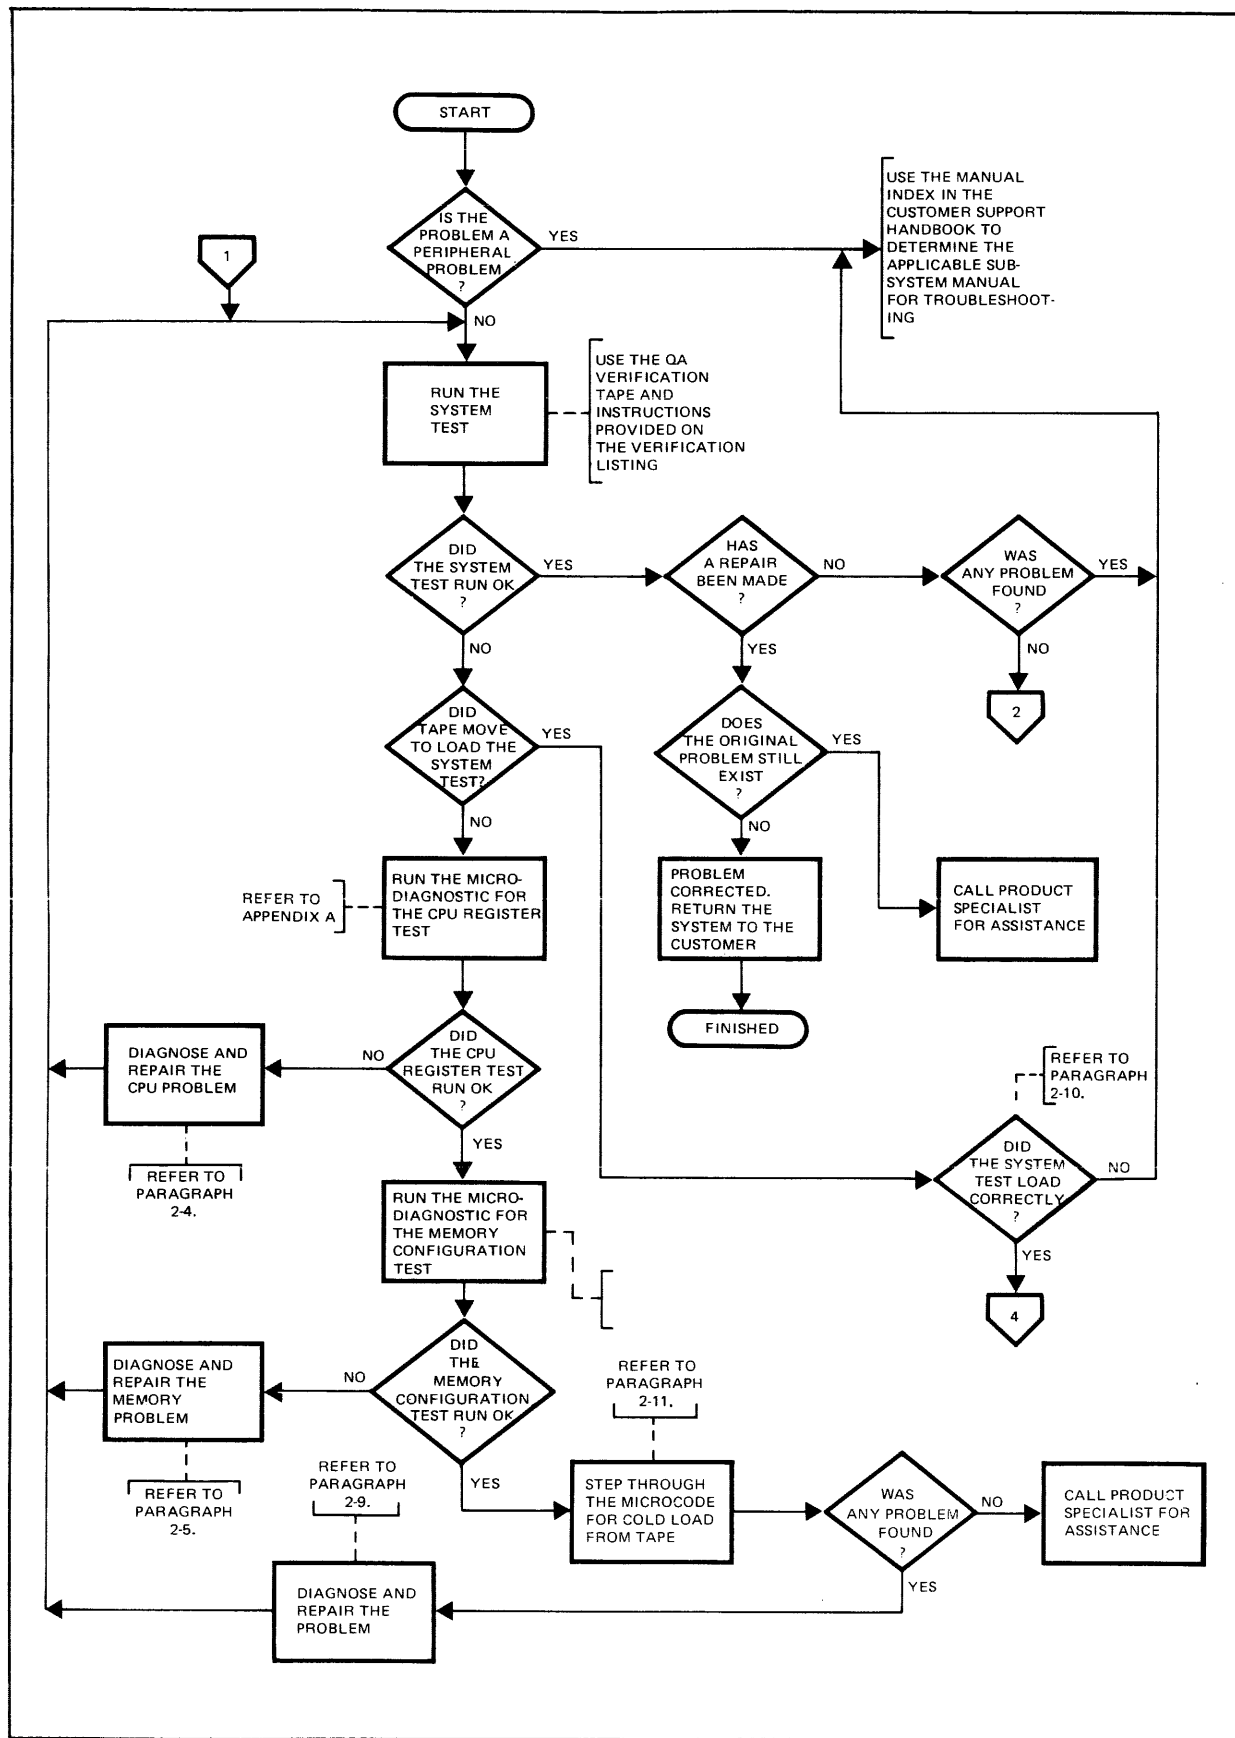 START
IS THE
PROBLEM A
PERIPHERAL
PROBLEM
?
YES
NO
USE THE MANUAL
INDEX IN THE
CUSTOMER SUPPORT
HANDBOOK TO
DETERMINE THE
APPLICABLE SUB-
SYSTEM MANUAL
FOR TROUBLESHOOT-
ING
1
RUN THE
SYSTEM
TEST
USE THE QA
VERIFICATION
TAPE AND
INSTRUCTIONS
PROVIDED ON
THE VERIFICATION
LISTING
DID
THE SYSTEM
TEST RUN OK
?
YES
NO
HAS
A REPAIR
BEEN MADE
?
NO
YES
WAS
ANY PROBLEM
FOUND
?
YES
NO
2
DID
TAPE MOVE
TO LOAD THE
SYSTEM
TEST?
YES
NO
DOES
THE ORIGINAL
PROBLEM STILL
EXIST
?
YES
NO
REFER TO
APPENDIX A
RUN THE MICRO-
DIAGNOSTIC FOR
THE CPU REGISTER
TEST
PROBLEM
CORRECTED.
RETURN THE
SYSTEM TO THE
CUSTOMER
CALL PRODUCT
SPECIALIST
FOR ASSISTANCE
FINISHED
DIAGNOSE AND
REPAIR THE
CPU PROBLEM
NO
DID
THE CPU
REGISTER TEST
RUN OK
?
YES
REFER TO
PARAGRAPH
2-4.
REFER TO
PARAGRAPH
2-10.
DID
THE SYSTEM
TEST LOAD
CORRECTLY
?
NO
YES
4
RUN THE MICRO-
DIAGNOSTIC FOR
THE MEMORY
CONFIGURATION
TEST
DIAGNOSE AND
REPAIR THE
MEMORY
PROBLEM
NO
DID
THE
MEMORY
CONFIGURATION
TEST RUN OK
?
YES
REFER TO
PARAGRAPH
2-5.
REFER TO
PARAGRAPH
2-9.
REFER TO
PARAGRAPH
2-11.
STEP THROUGH
THE MICROCODE
FOR COLD LOAD
FROM TAPE
WAS
ANY PROBLEM
FOUND
?
NO
YES
CALL PRODUCT
SPECIALIST FOR
ASSISTANCE
DIAGNOSE AND
REPAIR THE
PROBLEM